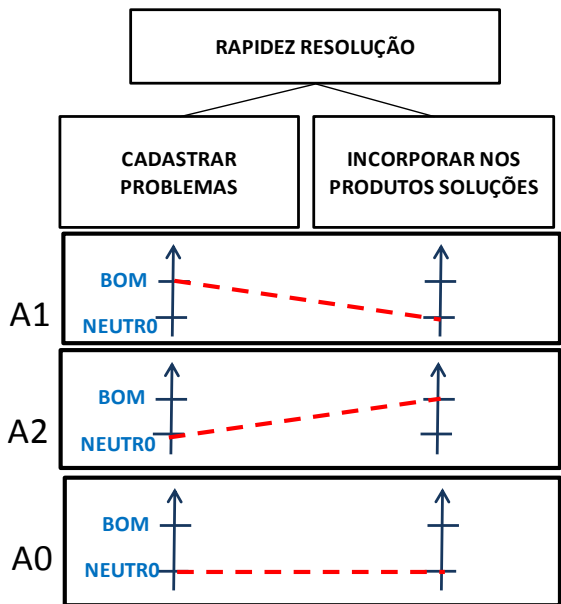 RAPIDEZ RESOLUÇÃO
CADASTRAR
PROBLEMAS
INCORPORAR NOS
PRODUTOS SOLUÇÕES
A1
BOM
NEUTR0
A2
BOM
NEUTR0
A0
BOM
NEUTR0